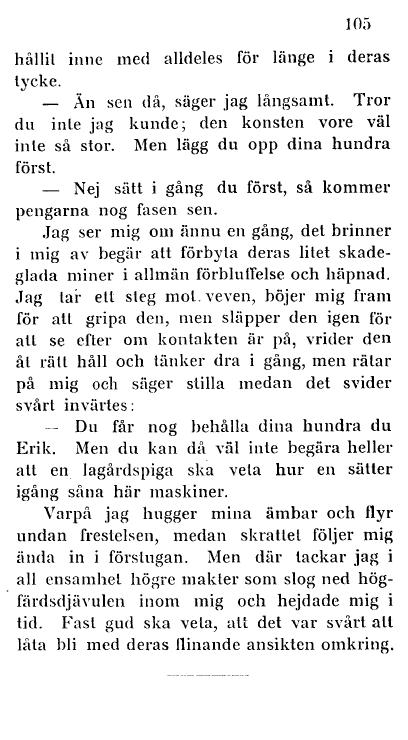 105
hållit inne med alldeles för länge i deras
tycke.
— Än sen då, säger jag långsamt. Tror
du inte jag kunde; den konsten vore väl
inte så stor. Men lägg du opp dina hundra
först.
— Nej sätt i gång du först, så kommer
pengarna nog fasen sen.
Jag ser mig om ännu en gång, det brinner
i mig av begär att förbyta deras litet skade-
glada miner i allmän förbluffelse och häpnad.
Jag tar ett steg mot veven, böjer mig fram
för att gripa den, men släpper den igen för
att se efter om kontakten är på, vrider den
åt rätt håll och tänker dra i gång, men rätar
på mig och säger stilla medan det svider
svårt invärtes:
— Du får nog behålla dina hundra du
Erik. Men du kan då väl inte begära heller
att en lagårdspiga ska veta hur en sätter
igång såna här maskiner.
Varpå jag hugger mina ämbar och flyr
undan frestelsen, medan skrattet följer mig
ända in i förstugan. Men där tackar jag i
all ensamhet högre makter som slog ned hög-
färdsdjävulen inom mig och hejdade mig i
tid. Fast gud ska veta, att det var svårt att
låta bli med deras flinande ansikten omkring.